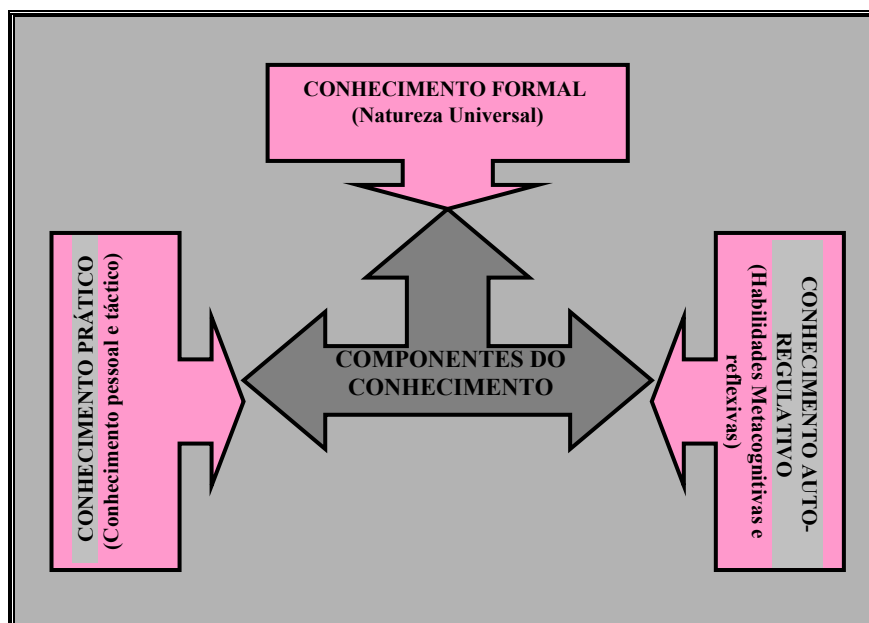 CONHECIMENTO FORMAL
(Natureza Universal)
CONHECIMENTO PRÁTICO
(Conhecimento pessoal e táctico)
COMPONENTES DO
CONHECIMENTO
CONHECIMENTO AUTO-
REGULATIVO
(Habilidades Metacognitivas e
reflexivas)